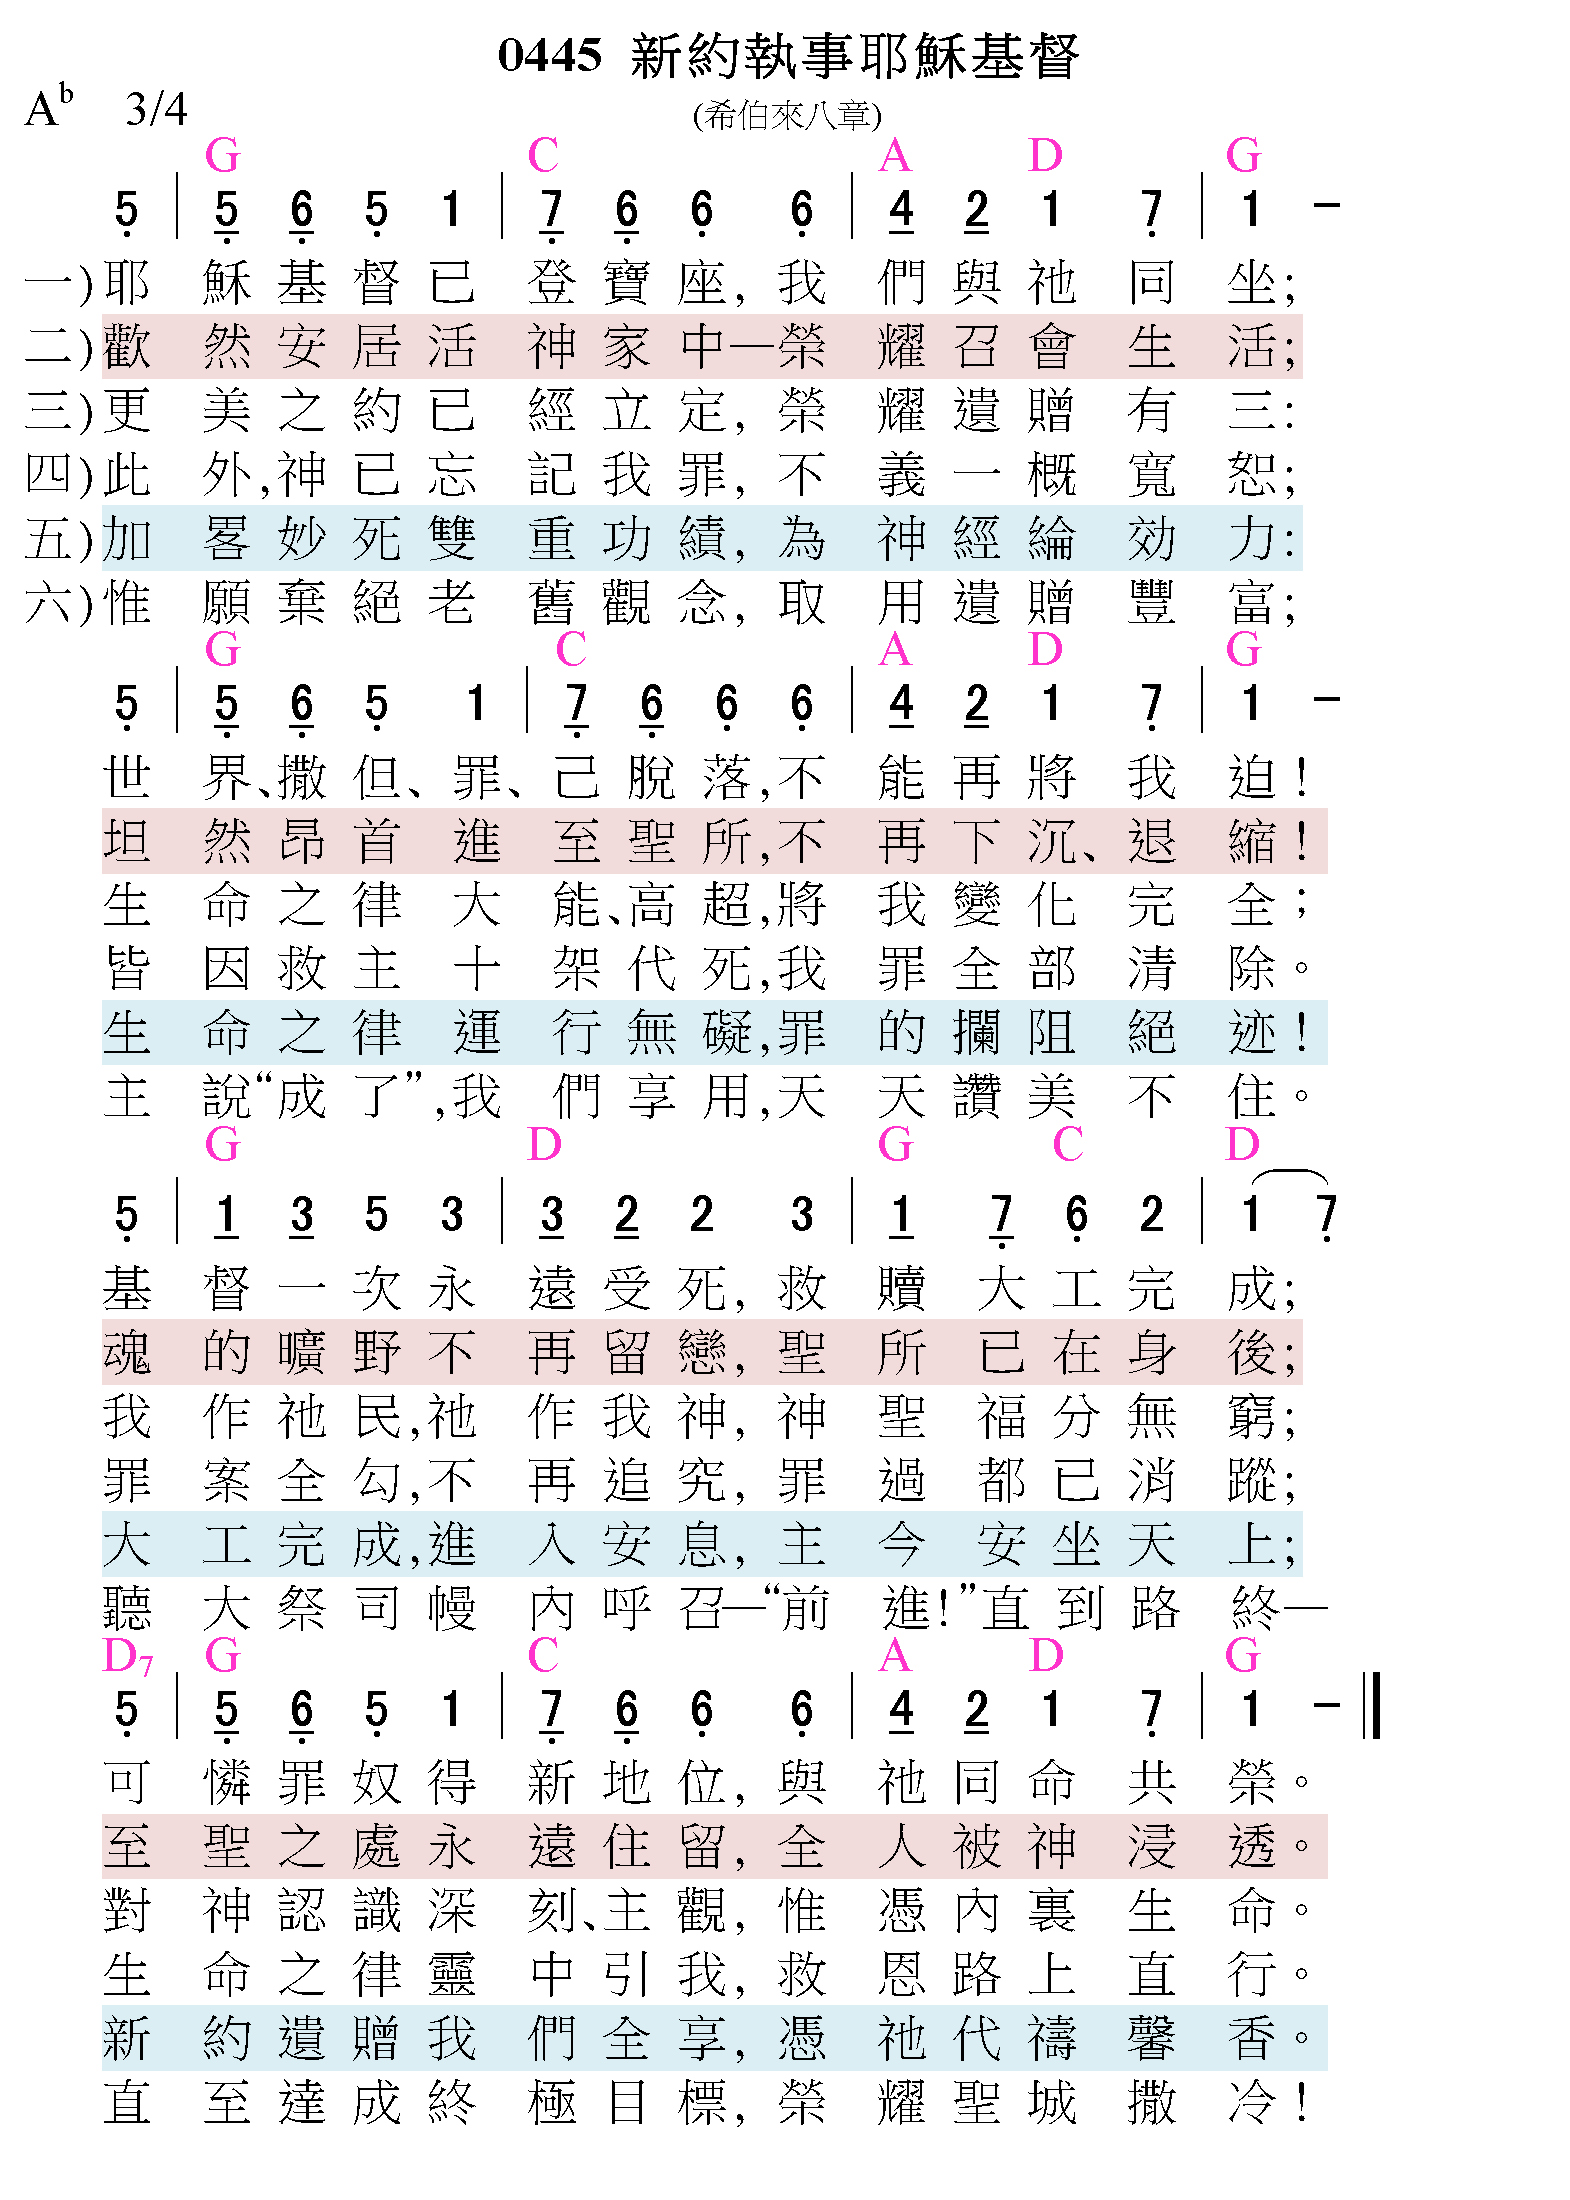 0445 新約執事耶穌基督
A♭ 3/4 (希伯來八章)
G C A D G
5̣ | 5̣ 6̣ 5̣ 1 | 7̣ 6̣ 6̣ 6̣ | 4 2 1 7̣ | 1 –
一)耶穌基督已登寶座,我們與祂同坐;
二)歡然安居活神家中—榮耀召會生活;
三)更美之約已經立定,榮耀遺贈有三:
四)此外,神已忘記我罪,不義一概寬恕;
五)加畧妙死雙重功績,為神經綸効力:
六)惟願棄絕老舊觀念,取用遺贈豐富;
G C A D G
5̣ | 5̣ 6̣ 5̣ 1 | 7̣ 6̣ 6̣ 6̣ | 4 2 1 7̣ | 1 –
世界、撒但、罪、己脫落,不能再將我迫!
坦然昂首進至聖所,不再下沉、退縮!
生命之律大能、高超,將我變化完全;
皆因救主十架代死,我罪全部清除。
生命之律運行無礙,罪的攔阻絕迹!
主說“成了”,我們享用,天天讚美不住。
G D G C D
5̣ | 1 3 5 3 | 3 2 2 3 | 1 7̣ 6̣ 2 | 1 7̣
基督一次永遠受死,救贖大工完成;
魂的曠野不再留戀,聖所已在身後;
我作祂民,祂作我神,神聖福分無窮;
罪案全勾,不再追究,罪過都已消蹤;
大工完成,進入安息,主今安坐天上;
聽大祭司幔內呼召—“前進!”直到路終—
D7 G C A D G
5̣ | 5̣ 6̣ 5̣ 1 | 7̣ 6̣ 6̣ 6̣ | 4 2 1 7̣ | 1 – ‖
可憐罪奴得新地位,與祂同命共榮。
至聖之處永遠住留,全人被神浸透。
對神認識深刻、主觀,惟憑內裏生命。
生命之律靈中引我,救恩路上直行。
新約遺贈我們全享,憑祂代禱馨香。
直至達成終極目標,榮耀聖城撒冷!